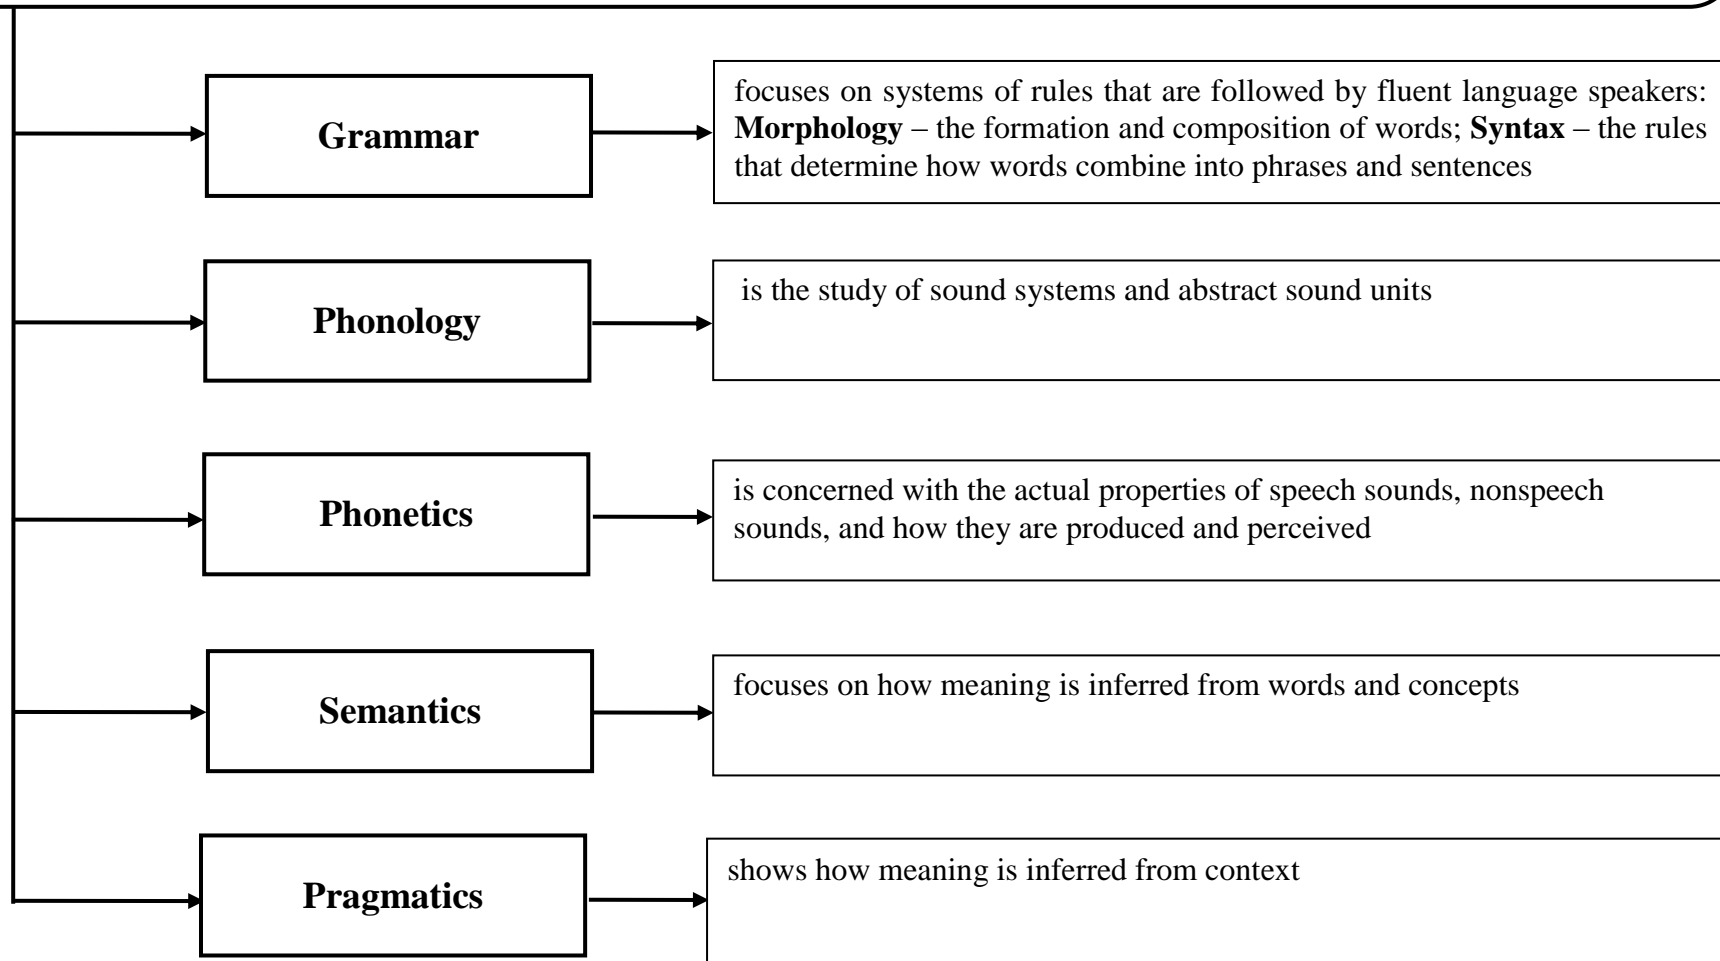 Grammar
focuses on systems of rules that are followed by fluent language speakers:
Morphology – the formation and composition of words; Syntax – the rules
that determine how words combine into phrases and sentences
Phonology
is the study of sound systems and abstract sound units
Phonetics
is concerned with the actual properties of speech sounds, nonspeech
sounds, and how they are produced and perceived
Semantics
focuses on how meaning is inferred from words and concepts
Pragmatics
shows how meaning is inferred from context